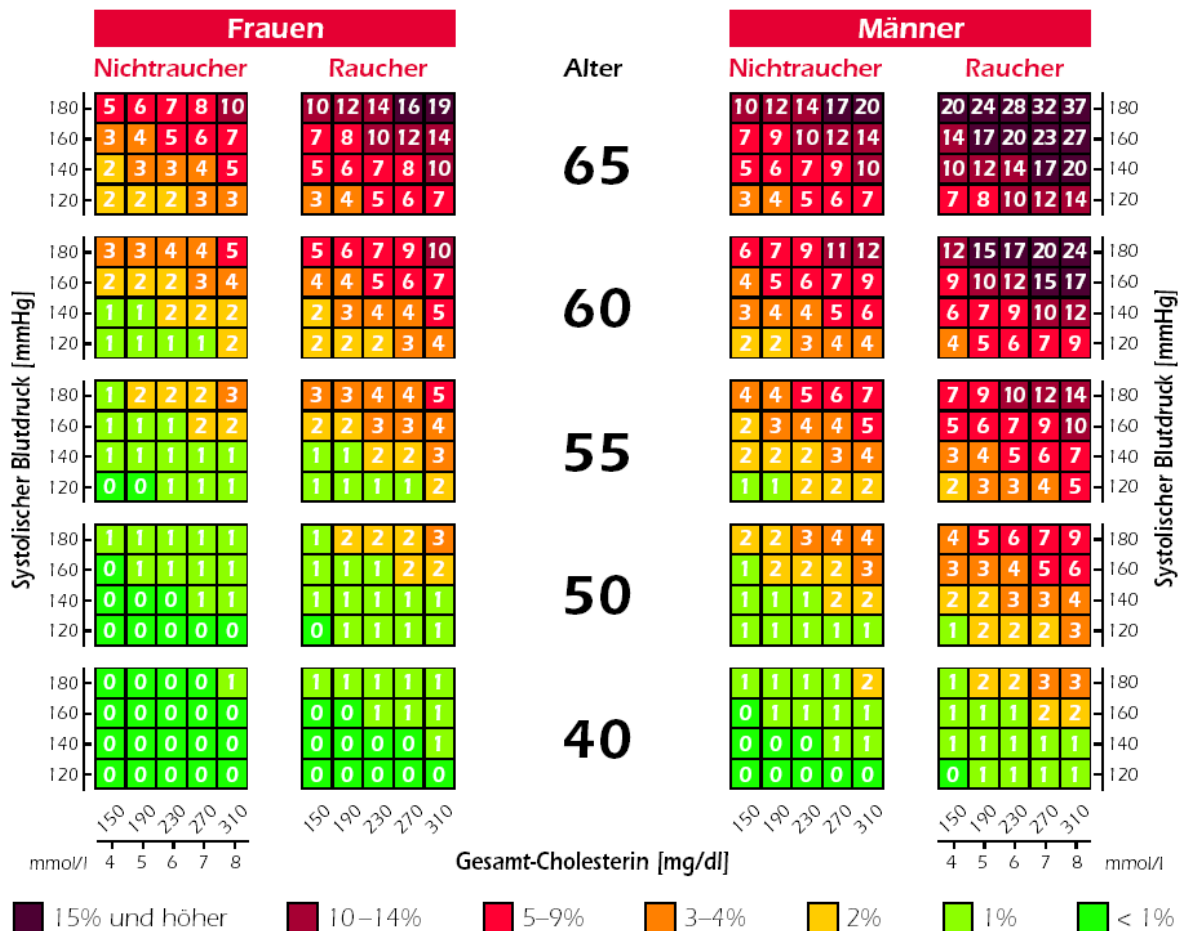 Frauen Männer
Nichtraucher Raucher Alter Nichtraucher Raucher
180 5 6 7 8 10 10 12 14 16 19 10 12 14 17 20 20 24 28 32 37 180
160 3 4 5 6 7 7 8 10 12 14 7 9 10 12 14 14 17 20 23 27 160
65
140 2 3 3 4 5 5 6 7 8 10 5 6 7 9 10 10 12 14 17 20 140
120 2 2 2 3 3 3 4 5 6 7 3 4 5 6 7 7 8 10 12 14 120
180 3 3 4 4 5 5 6 7 9 10 6 7 9 11 12 12 15 17 20 24 180
160 2 2 2 3 4 4 4 5 6 7 4 5 6 7 9 9 10 12 15 17 160
60
140 1 1 2 2 2 2 3 4 4 5 3 4 4 5 6 6 7 9 10 12 140
120 1 1 1 1 2 2 2 2 3 4 2 2 3 4 4 4 5 6 7 9 120
Systolischer Blutdruck [mmHg]
Systolischer Blutdruck [mmHg]
180 1 2 2 2 3 3 3 4 4 5 4 4 5 6 7 7 9 10 12 14 180
160 1 1 1 2 2 2 2 3 3 4 2 3 4 4 5 5 6 7 9 10 160
55
140 1 1 1 1 1 1 1 2 2 3 2 2 2 3 4 3 4 5 6 7 140
120 0 0 1 1 1 1 1 1 1 2 1 1 2 2 2 2 3 3 4 5 120
180 1 1 1 1 1 1 2 2 2 3 2 2 3 4 4 4 5 6 7 9 180
160 0 1 1 1 1 1 1 1 2 2 1 2 2 2 3 3 3 4 5 6 160
50
140 0 0 0 1 1 1 1 1 1 1 1 1 1 2 2 2 2 3 3 4 140
120 0 0 0 0 0 0 1 1 1 1 1 1 1 1 1 1 2 2 2 3 120
180 0 0 0 0 1 1 1 1 1 1 1 1 1 1 2 1 2 2 3 3 180
160 0 0 0 0 0 0 0 1 1 1 0 1 1 1 1 1 1 1 2 2 160
40
140 0 0 0 0 0 0 0 0 0 1 0 0 0 1 1 1 1 1 1 1 140
120 0 0 0 0 0 0 0 0 0 0 0 0 0 0 0 0 1 1 1 1 120
150 190 230 270 310 150 190 230 270 310 150 190 230 270 310 150 190 230 270 310
mmol/l 4 5 6 7 8 Gesamt-Cholesterin [mg/dl] 4 5 6 7 8 mmol/l
15% und höher 10–14% 5–9% 3–4% 2% 1% < 1%